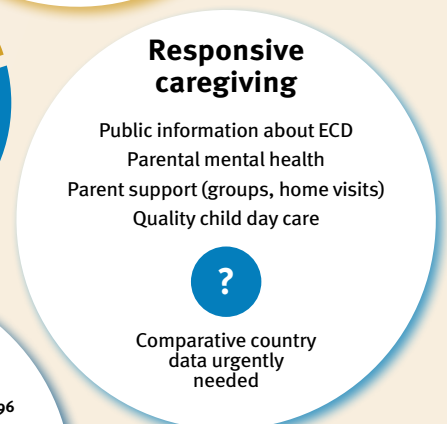 Responsive
caregiving
Public information about ECD
Parental mental health
Parent support (groups, home visits)
Quality child day care
?
Comparative country
data urgently
needed
96